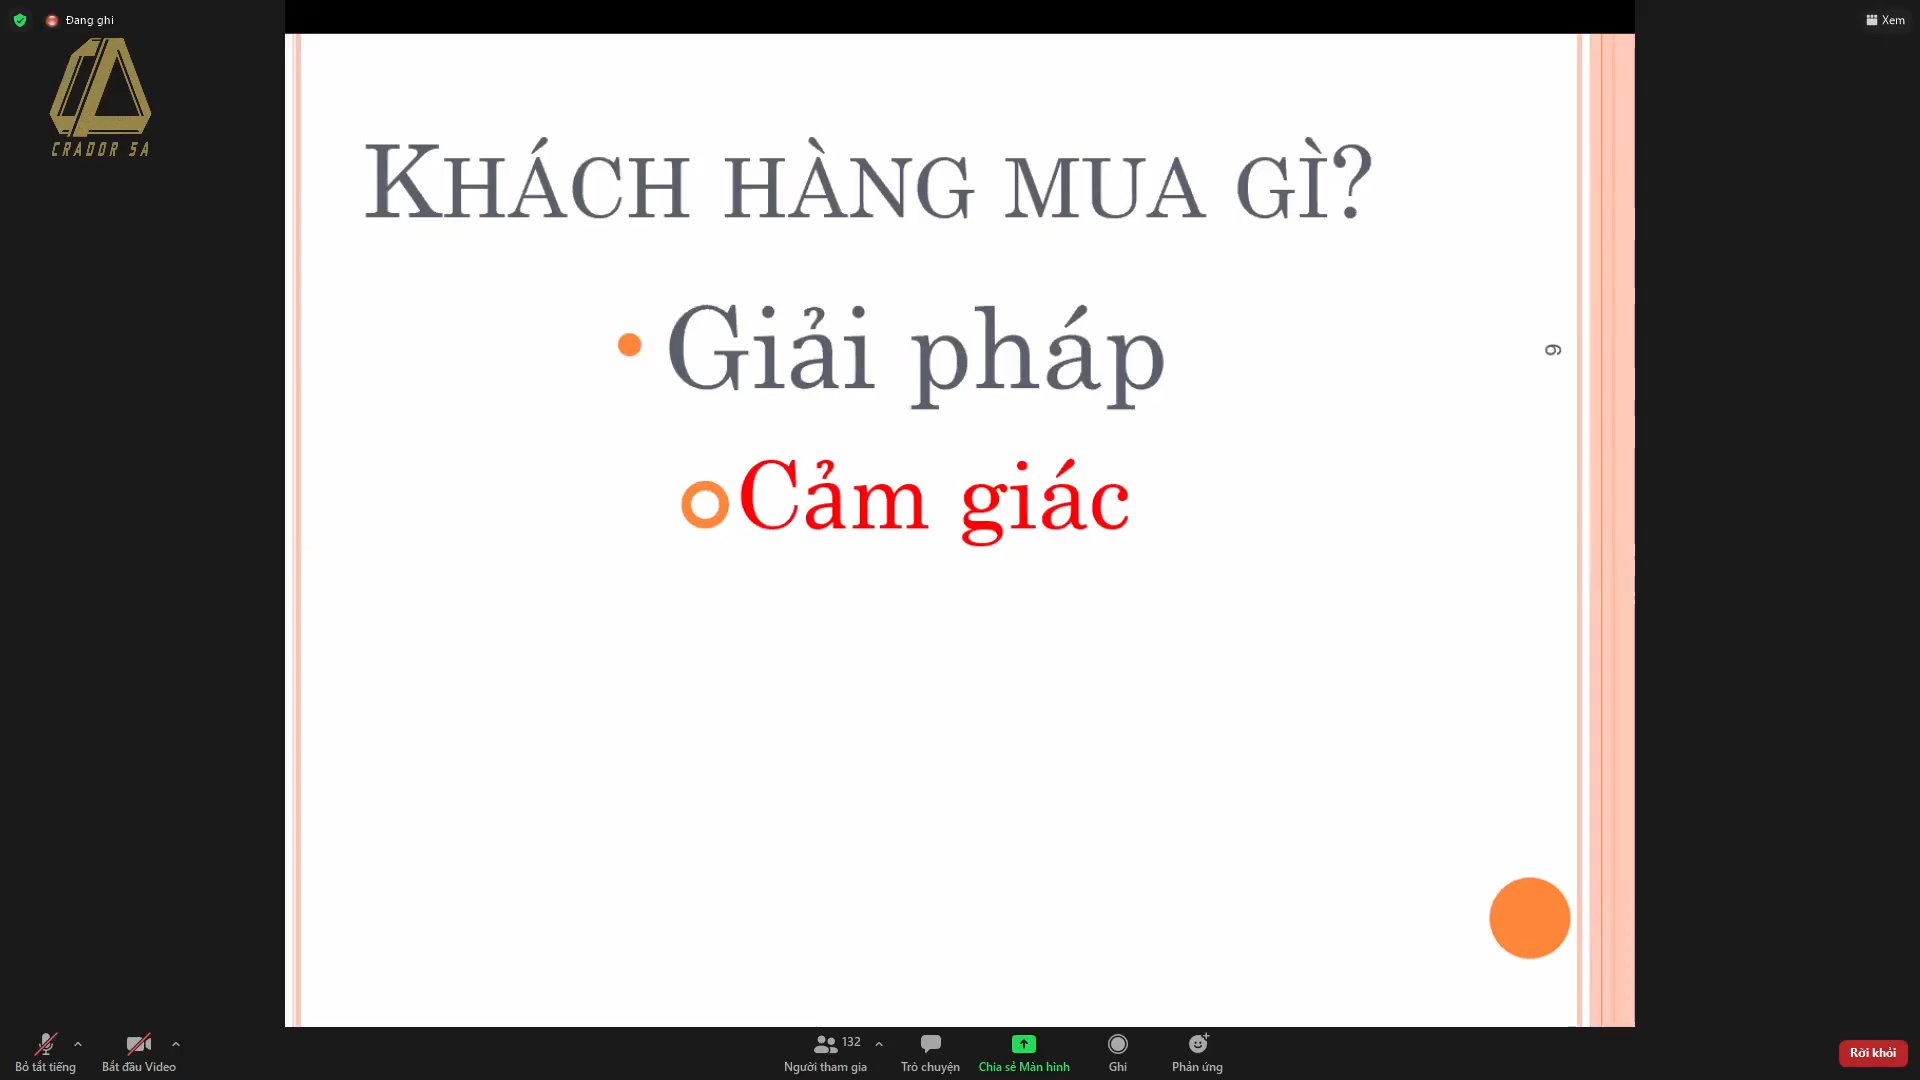 Đang ghi
Xem
CRADOR SA
KHÁCH HÀNG MUA GÌ?
Giải pháp
9
Cảm giác
Bỏ tắt tiếng
Bắt đầu Video
132
Người tham gia
Trò chuyện
Chia sẻ Màn hình
Ghi
Phản ứng
Rời khỏi